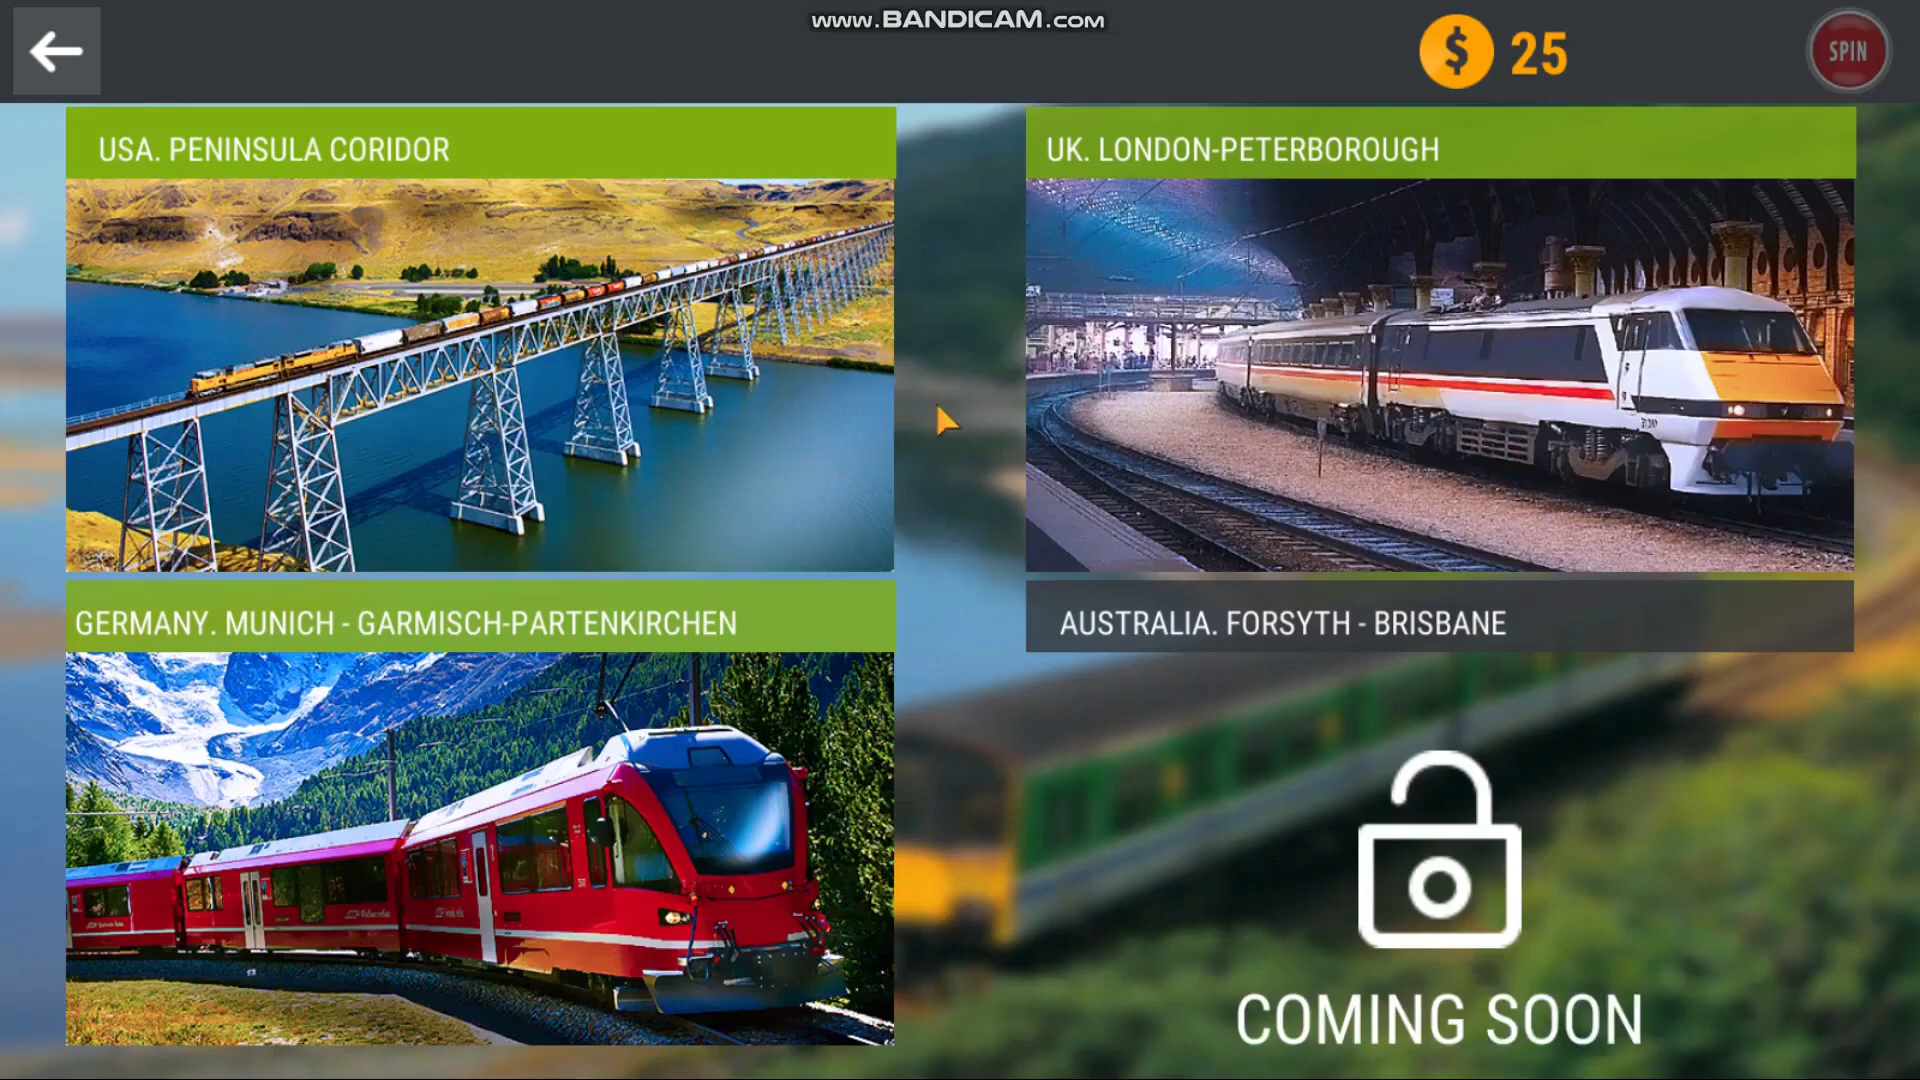 www.BANDICAM.com
25
SPIN
USA. PENINSULA CORIDOR
UK. LONDON-PETERBOROUGH
GERMANY. MUNICH - GARMISCH-PARTENKIRCHEN
AUSTRALIA. FORSYTH - BRISBANE
COMING SOON